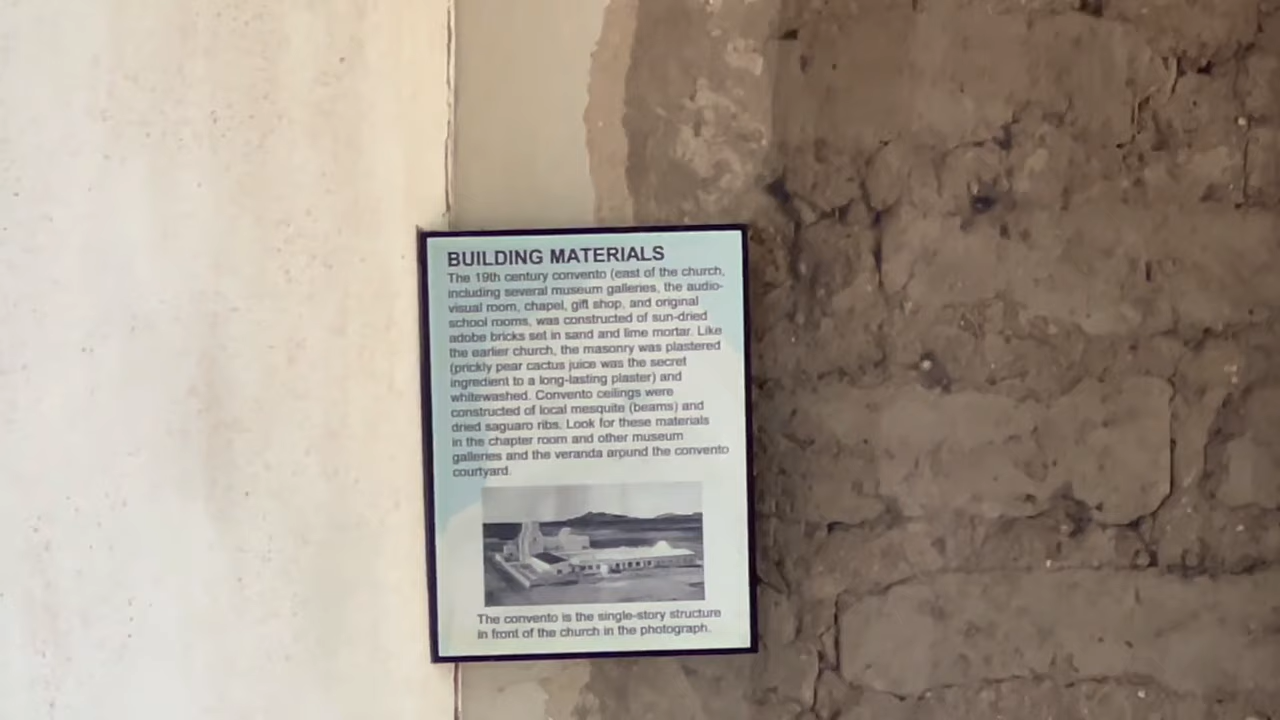 BUILDING MATERIALS
The 19th century convento (east of the church,
including several museum galleries, the audio-
visual room, chapel, gift shop, and original
school rooms, was constructed of sun-dried
adobe bricks set in sand and lime mortar. Like
the earlier church, the masonry was plastered
(prickly pear cactus juice was the secret
ingredient to a long-lasting plaster) and
whitewashed. Convento ceilings were
constructed of local mesquite (beams) and
dried saguaro ribs. Look for these materials
in the chapter room and other museum
galleries and the veranda around the convento
courtyard.
The convento is the single-story structure
in front of the church in the photograph.